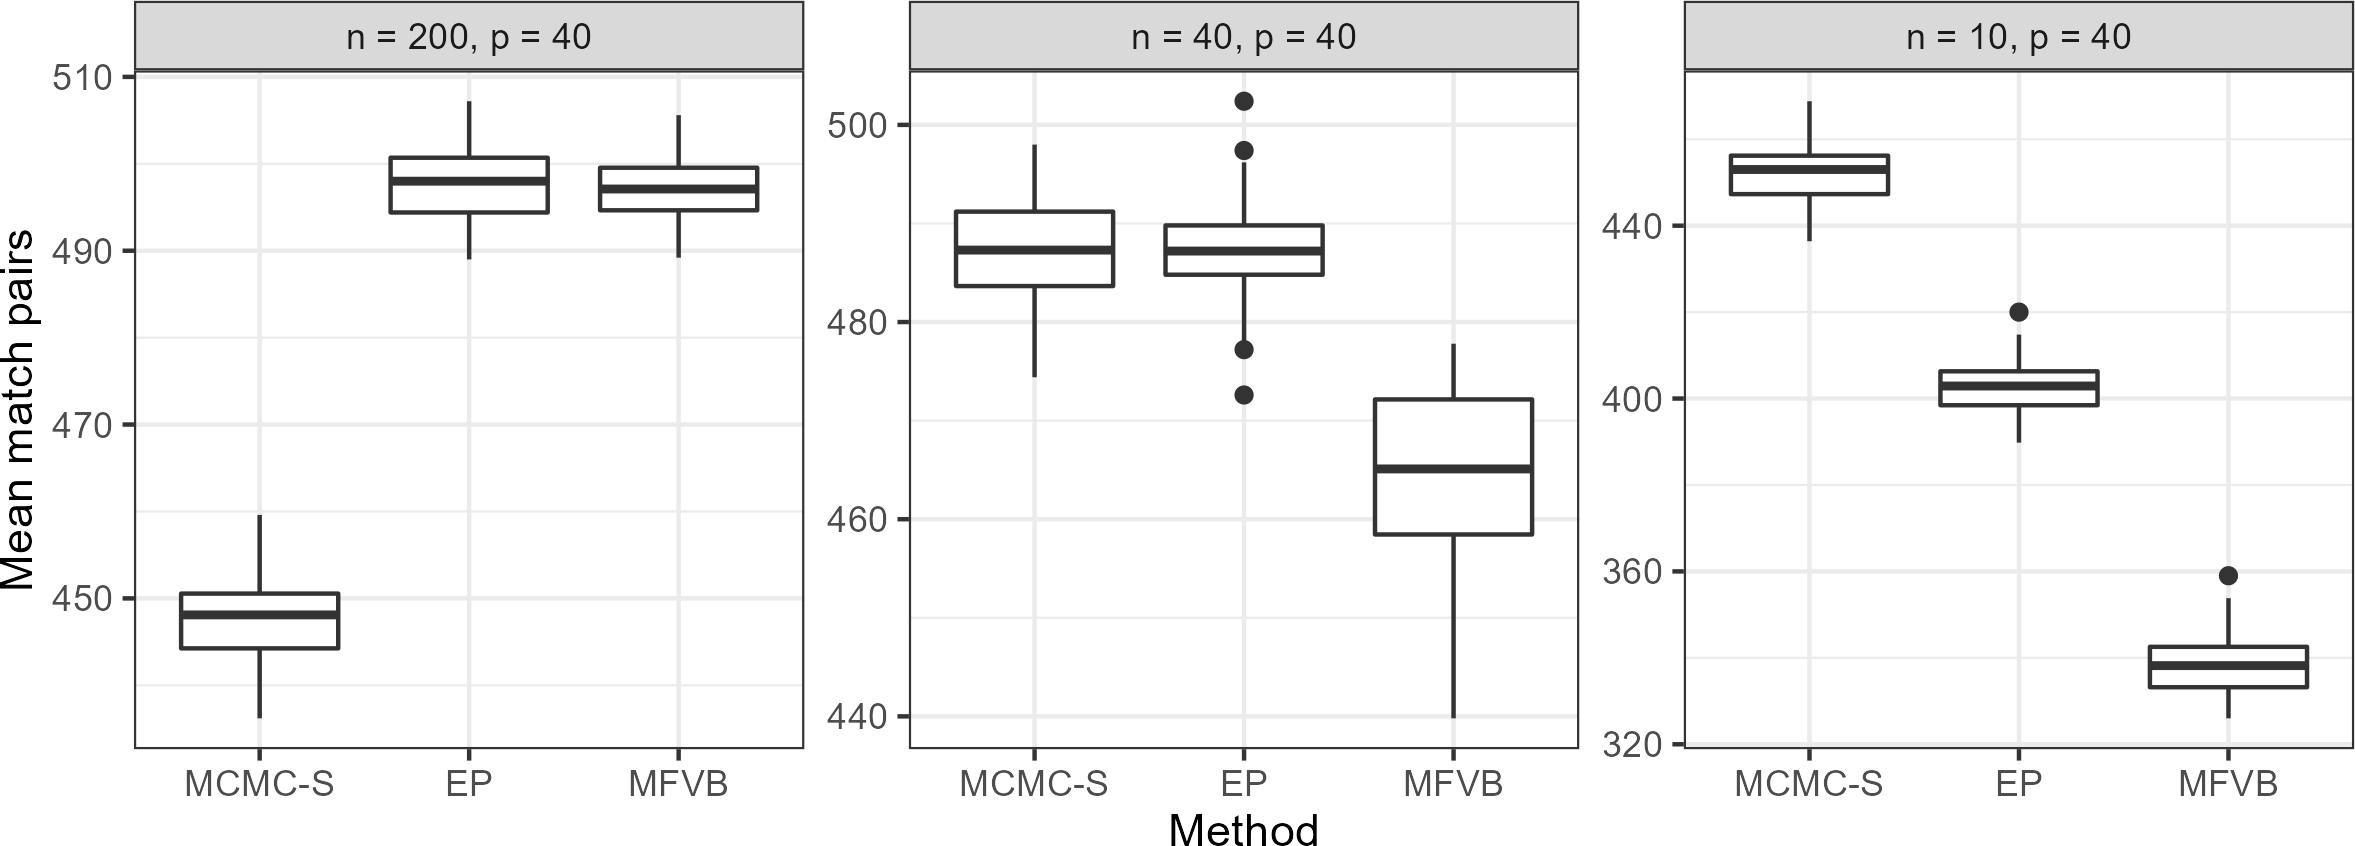 n = 200, p = 40
n = 40, p = 40
n = 10, p = 40
Mean match pairs
510
490
470
450
500
480
460
440
440
400
360
320
MCMC-S EP MFVB
MCMC-S EP MFVB
MCMC-S EP MFVB
Method